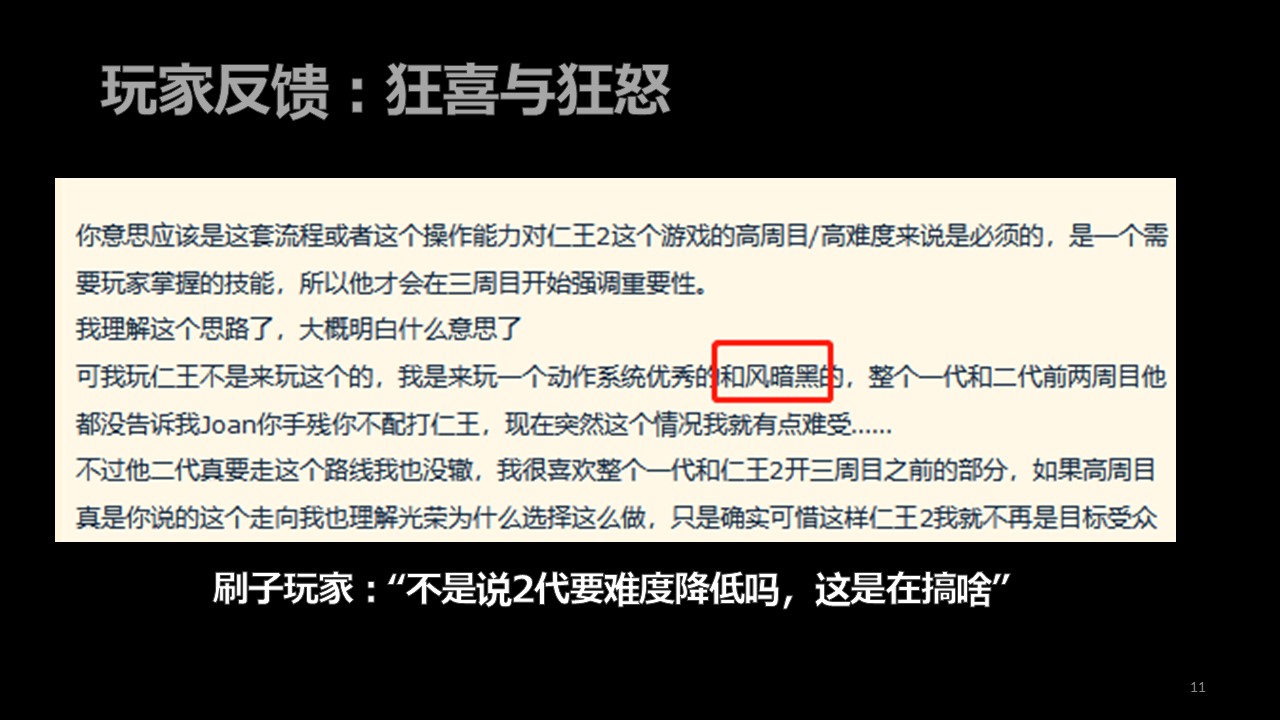 玩家反馈：狂喜与狂怒
你意思应该是这套流程或者这个操作能力对仁王2这个游戏的高周目/高难度来说是必须的，是一个需
要玩家掌握的技能，所以他才会在三周目开始强调重要性。
我理解这个思路了，大概明白什么意思了
可我玩仁王不是来玩这个的，我是来玩一个动作系统优秀的和风暗黑的，整个一代和二代前两周目他
都没告诉我Joan你手残你不配打仁王，现在突然这个情况我就有点难受……
不过他二代真要走这个路线我也没辙，我很喜欢整个一代和仁王2开三周目之前的部分，如果高周目
真是你说的这个走向我也理解光荣为什么选择这么做，只是确实可惜这样仁王2我就不再是目标受众
刷子玩家：“不是说2代要难度降低吗，这是在搞啥”
11